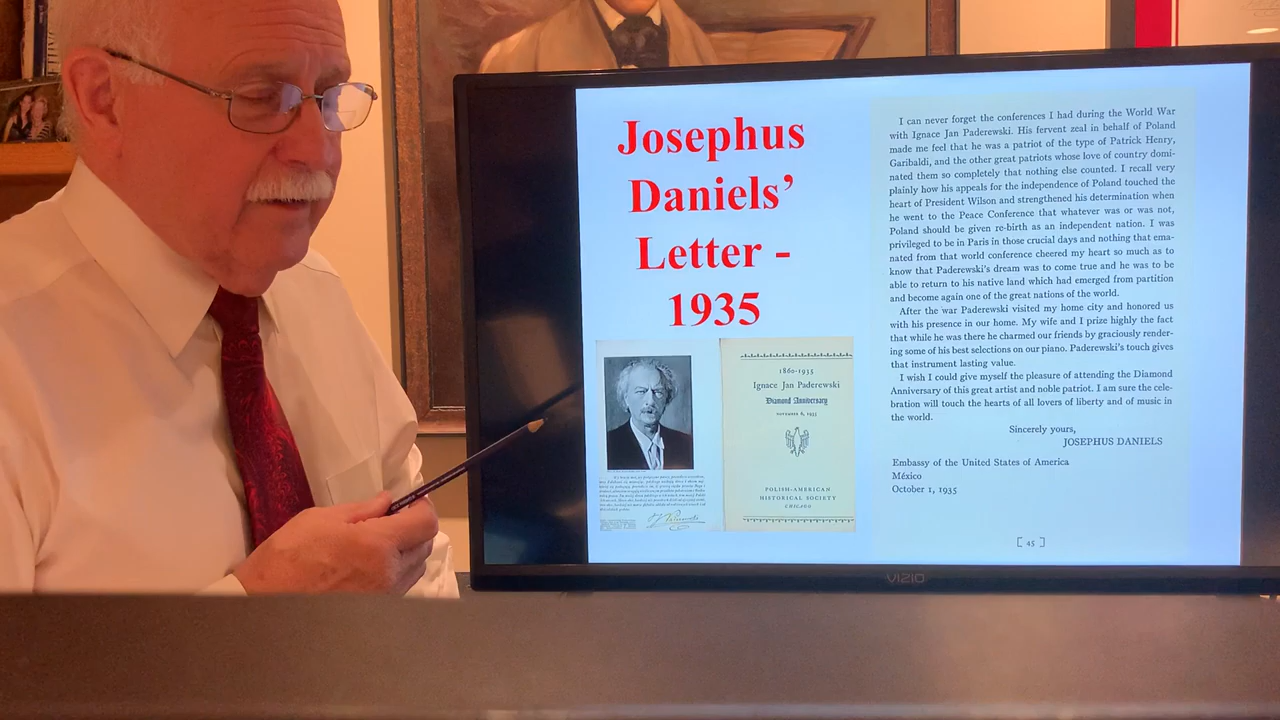 Josephus
Daniels’
Letter -
1935
I can never forget the conferences I had during the World War
with Ignace Jan Paderewski. His fervent zeal in behalf of Poland
made me feel that he was a patriot of the type of Patrick Henry,
Garibaldi, and the other great patriots whose love of country domi-
nated them so completely that nothing else counted. I recall very
plainly how his appeals for the independence of Poland touched the
heart of President Wilson and strengthened his determination when
he went to the Peace Conference that whatever was or was not,
Poland should be given re-birth as an independent nation. I was
privileged to be in Paris in those crucial days and nothing that ema-
nated from that world conference cheered my heart so much as to
know that Paderewski's dream was to come true and he was to be
able to return to his native land which had emerged from partition
and become again one of the great nations of the world.
After the war Paderewski visited my home city and honored us
with his presence in our home. My wife and I prize highly the fact
that while he was there he charmed our friends by graciously render-
ing some of his best selections on our piano. Paderewski's touch gives
that instrument lasting value.
I wish I could give myself the pleasure of attending the Diamond
Anniversary of this great artist and noble patriot. I am sure the cele-
bration will touch the hearts of all lovers of liberty and of music in
the world.
Sincerely yours,
JOSEPHUS DANIELS
Embassy of the United States of America
México
October 1, 1935
[ 45 ]
1860-1935
Ignace Jan Paderewski
Diamond Anniversary
NOVEMBER 6, 1935
POLISH-AMERICAN
HISTORICAL SOCIETY
CHICAGO
VIZIO